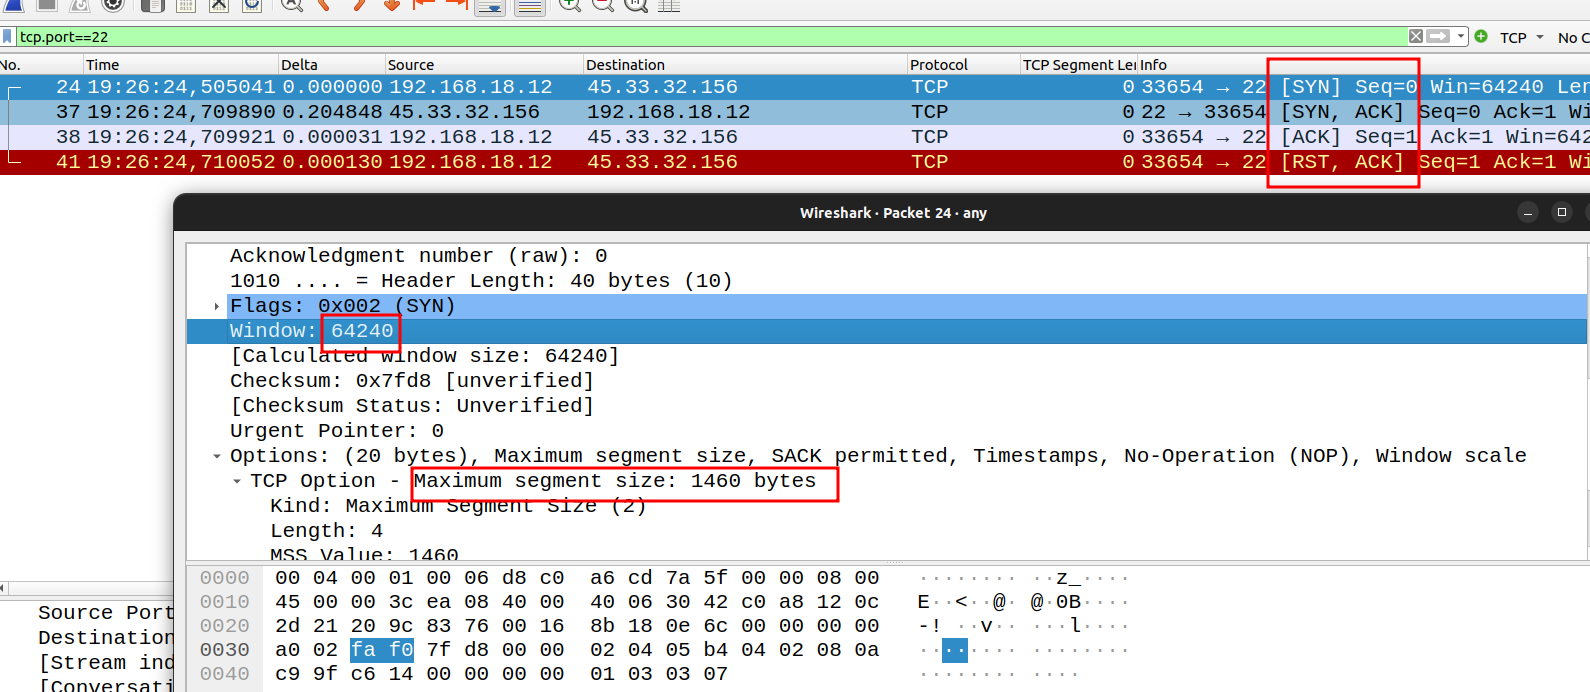 tcp.port==22 TCP No C
No. Time Delta Source Destination Protocol TCP Segment Len Info
24 19:26:24,505041 0.000000 192.168.18.12 45.33.32.156 TCP 0 33654 → 22 [SYN] Seq=0 Win=64240 Len
37 19:26:24,709890 0.204848 45.33.32.156 192.168.18.12 TCP 0 22 → 33654 [SYN, ACK] Seq=0 Ack=1 Wi
38 19:26:24,709921 0.000031 192.168.18.12 45.33.32.156 TCP 0 33654 → 22 [ACK] Seq=1 Ack=1 Win=642
41 19:26:24,710052 0.000130 192.168.18.12 45.33.32.156 TCP 0 33654 → 22 [RST, ACK] Seq=1 Ack=1 Wi
Wireshark · Packet 24 · any
Acknowledgment number (raw): 0
1010 .... = Header Length: 40 bytes (10)
Flags: 0x002 (SYN)
Window: 64240
[Calculated window size: 64240]
Checksum: 0x7fd8 [unverified]
[Checksum Status: Unverified]
Urgent Pointer: 0
Options: (20 bytes), Maximum segment size, SACK permitted, Timestamps, No-Operation (NOP), Window scale
TCP Option - Maximum segment size: 1460 bytes
Kind: Maximum Segment Size (2)
Length: 4
MSS Value: 1460
0000 00 04 00 01 00 06 d8 c0 a6 cd 7a 5f 00 00 08 00 ········ ··z_····
0010 45 00 00 3c ea 08 40 00 40 06 30 42 c0 a8 12 0c E··<··@· @·0B····
0020 2d 21 20 9c 83 76 00 16 8b 18 0e 6c 00 00 00 00 -! ··v·· ···l····
0030 a0 02 fa f0 7f d8 00 00 02 04 05 b4 04 02 08 0a ········ ········
0040 c9 9f c6 14 00 00 00 00 01 03 03 07 ········ ····
Source Port
Destination
[Stream ind
[Conversati